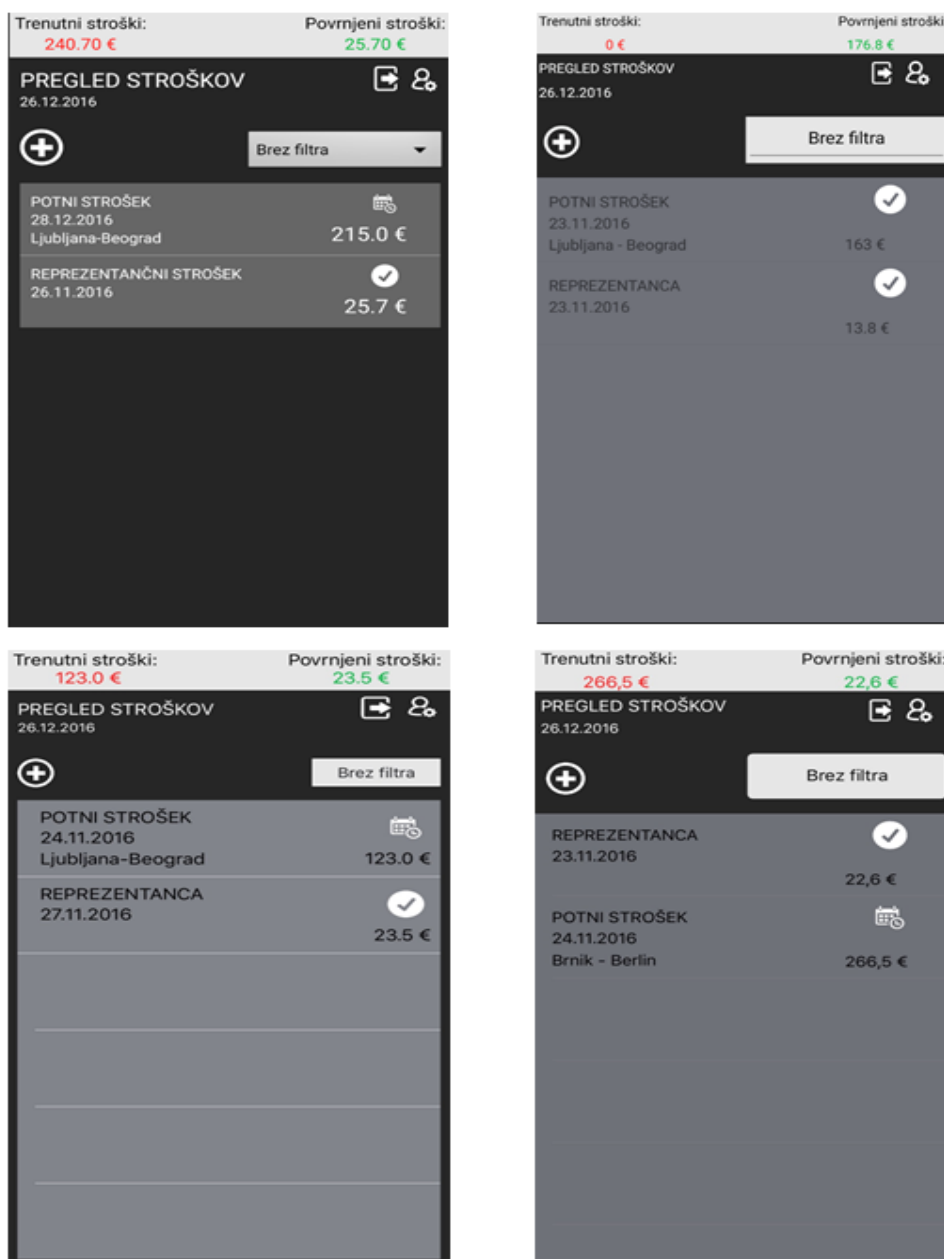 Trenutni stroški: Povrnjeni stroški:
240.70 € 25.70 €
PREGLED STROŠKOV
26.12.2016
Brez filtra
POTNI STROŠEK
28.12.2016
Ljubljana-Beograd 215.0 €
REPREZENTANČNI STROŠEK
26.11.2016
25.7 €
Trenutni stroški: Povrnjeni stroški
0 € 176.8 €
PREGLED STROŠKOV
26.12.2016
Brez filtra
POTNI STROŠEK
23.11.2016
Ljubljana - Beograd 163 €
REPREZENTANCA
23.11.2016
13.8 €
Trenutni stroški: Povrnjeni stroški:
123.0 € 23.5 €
PREGLED STROŠKOV
26.12.2016
Brez filtra
POTNI STROŠEK
24.11.2016
Ljubljana-Beograd 123.0 €
REPREZENTANCA
27.11.2016
23.5 €
Trenutni stroški: Povrnjeni stroški:
266,5 € 22,6 €
PREGLED STROŠKOV
26.12.2016
Brez filtra
REPREZENTANCA
23.11.2016
22,6 €
POTNI STROŠEK
24.11.2016
Brnik - Berlin 266,5 €